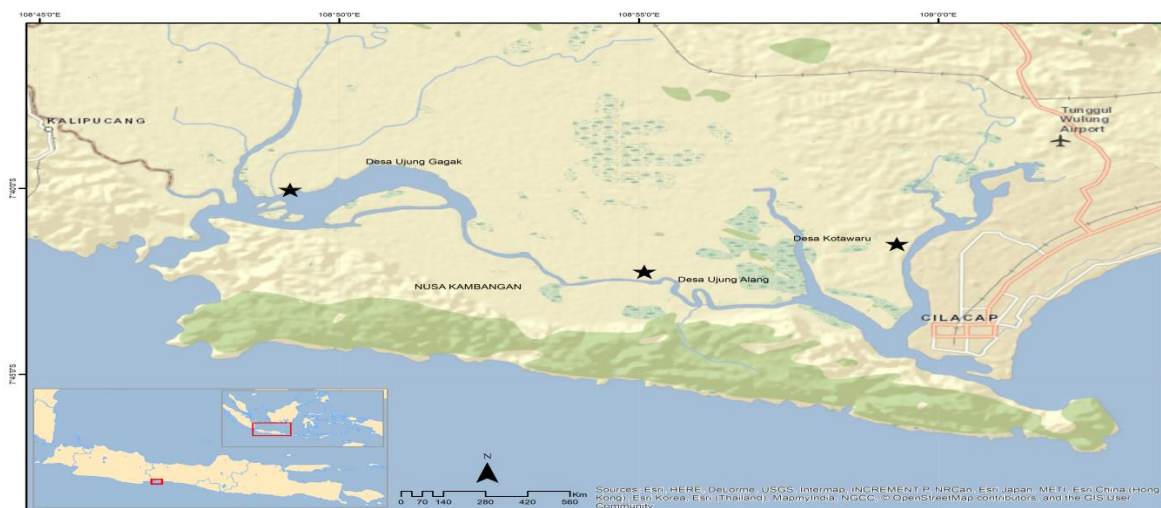 108°45'0"E 108°50'0"E 108°55'0"E 109°0'0"E
KALIPUCANG
Tunggul
Wulung
Airport
Desa Ujung Gagak
7°40'0"S
Desa Kotawaru
Desa Ujung Alang
NUSA KAMBANGAN
CILACAP
7°45'0"S
N
0 70 140 280 420 560
Km
Sources: Esri, HERE, DeLorme, USGS, Intermap, INCREMENT P, NRCan, Esri Japan, METI, Esri China (Hong
Kong), Esri Korea, Esri (Thailand), MapmyIndia, NGCC, © OpenStreetMap contributors, and the GIS User
Community